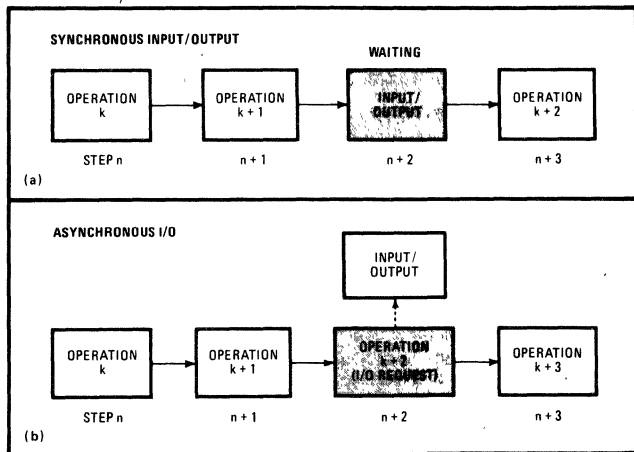 SYNCHRONOUS INPUT/OUTPUT
WAITING
OPERATION
k
OPERATION
k + 1
INPUT/
OUTPUT
OPERATION
k + 2
STEP n
n + 1
n + 2
n + 3
(a)
ASYNCHRONOUS I/O
INPUT/
OUTPUT
OPERATION
k
OPERATION
k + 1
OPERATION
k + 2
(I/O REQUEST)
OPERATION
k + 3
STEP n
n + 1
n + 2
n + 3
(b)